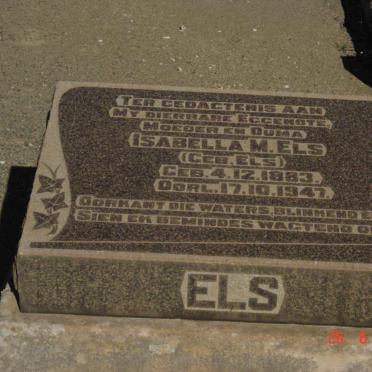 TER GEDAGTENIS AAN
MY DIERBARE EGGENOTE,
MOEDER EN OUMA
ISABELLA M. ELS
(GEB. ELS)
GEB. 4.12.1883.
OORL. 17.10.1947.
OORKANT DIE WATERS, BLINKEND E
SIEN EK BEMINDES WAGTEND O
ELS